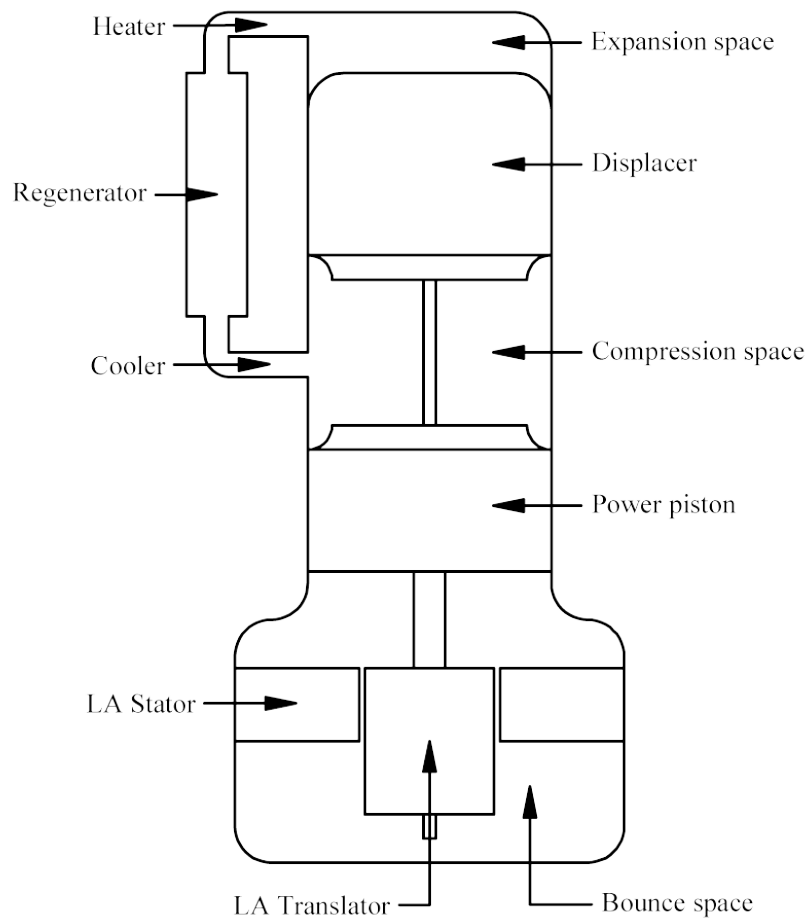 Heater
Expansion space
Displacer
Regenerator
Compression space
Cooler
Power piston
LA Stator
LA Translator
Bounce space